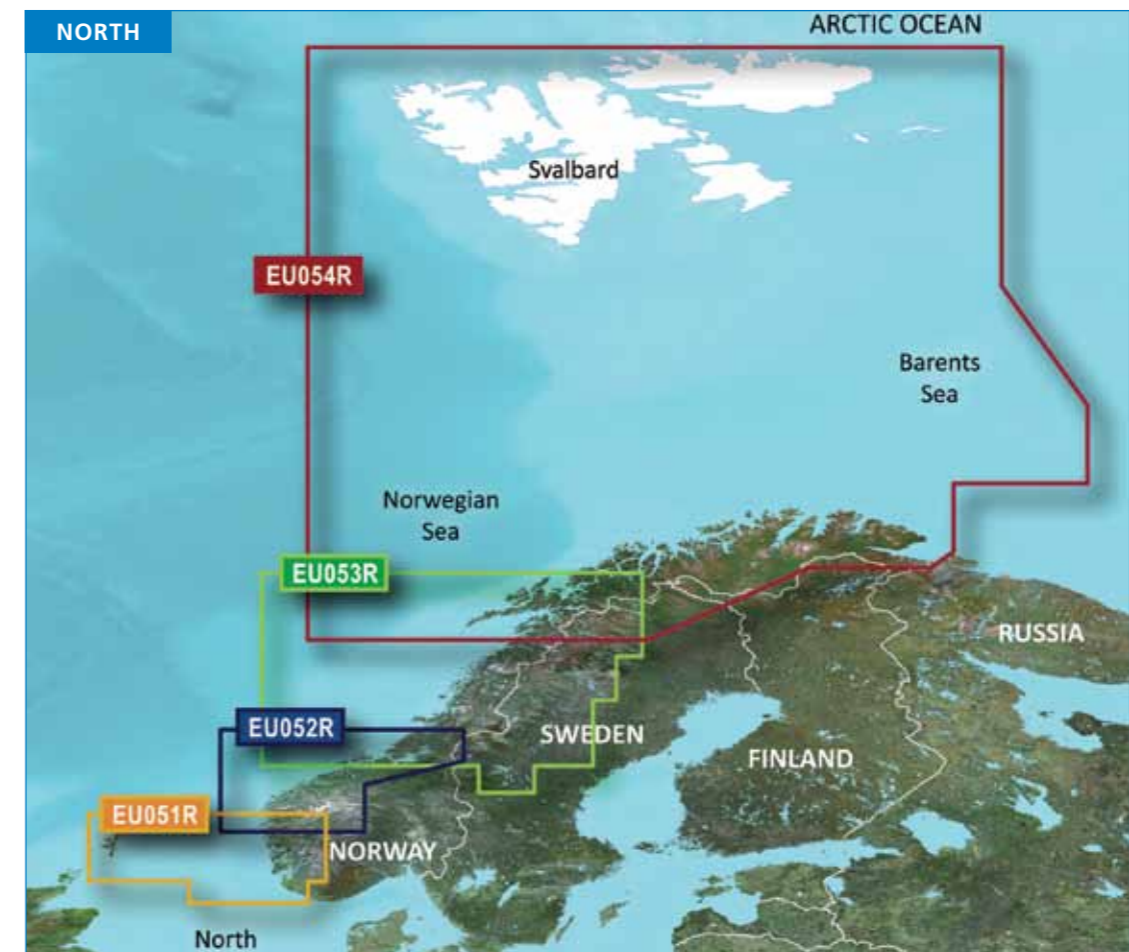 NORTH
ARCTIC OCEAN
Svalbard
EU054R
Barents
Sea
Norwegian
Sea
EU053R
RUSSIA
EU052R
SWEDEN
FINLAND
EU051R
NORWAY
North